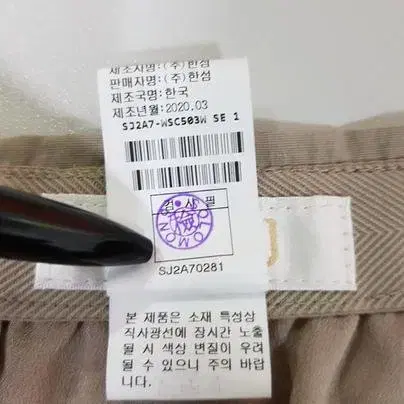 제조자명:(주)한섬
판매자명:(주)한섬
제조국명:한국
제조년월:2020.03
SJ2A7-WSC503W SE 1
검 사 필
SOLOMON
檢
SJ2A70281
본 제품은 소재 특성상
직사광선에 장시간 노출
될 시 색상 변질이 우려
될 수 있으니 주의 바랍
니다.